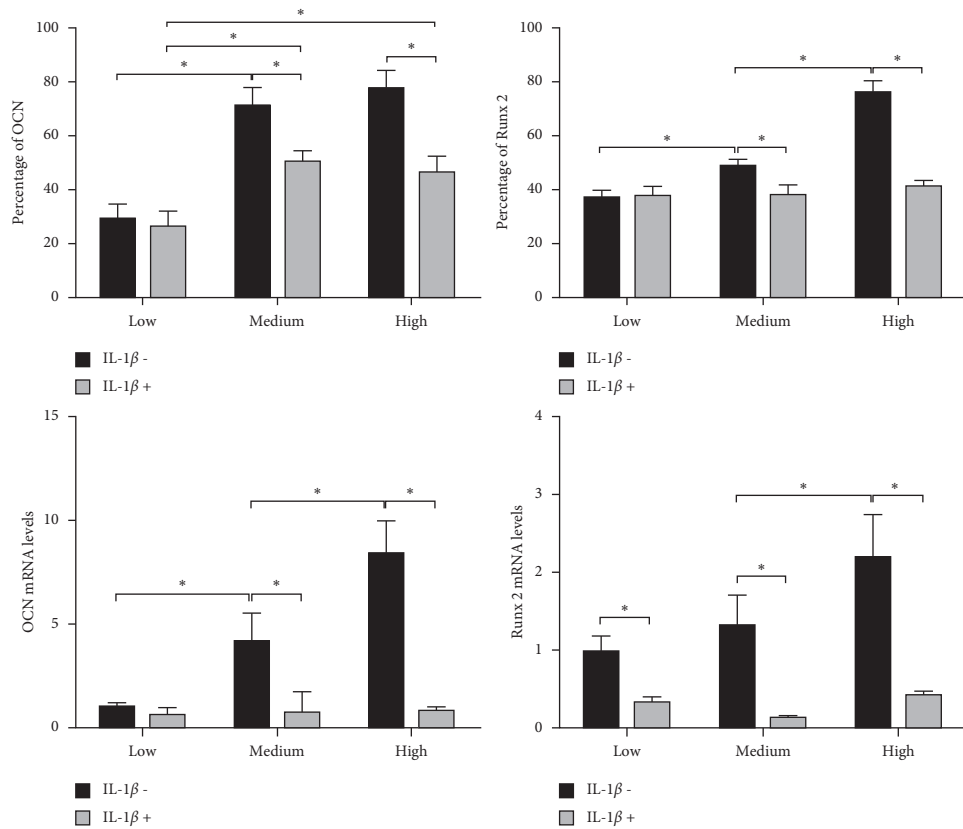 *
*
*
*
*
Percentage of OCN
100
80
60
40
20
0
Low Medium High
IL-1β -
IL-1β +
*
*
*
*
Percentage of Runx 2
100
80
60
40
20
0
Low Medium High
IL-1β -
IL-1β +
*
*
*
*
OCN mRNA levels
15
10
5
0
Low Medium High
IL-1β -
IL-1β +
*
*
*
*
Runx 2 mRNA levels
4
3
2
1
0
Low Medium High
IL-1β -
IL-1β +